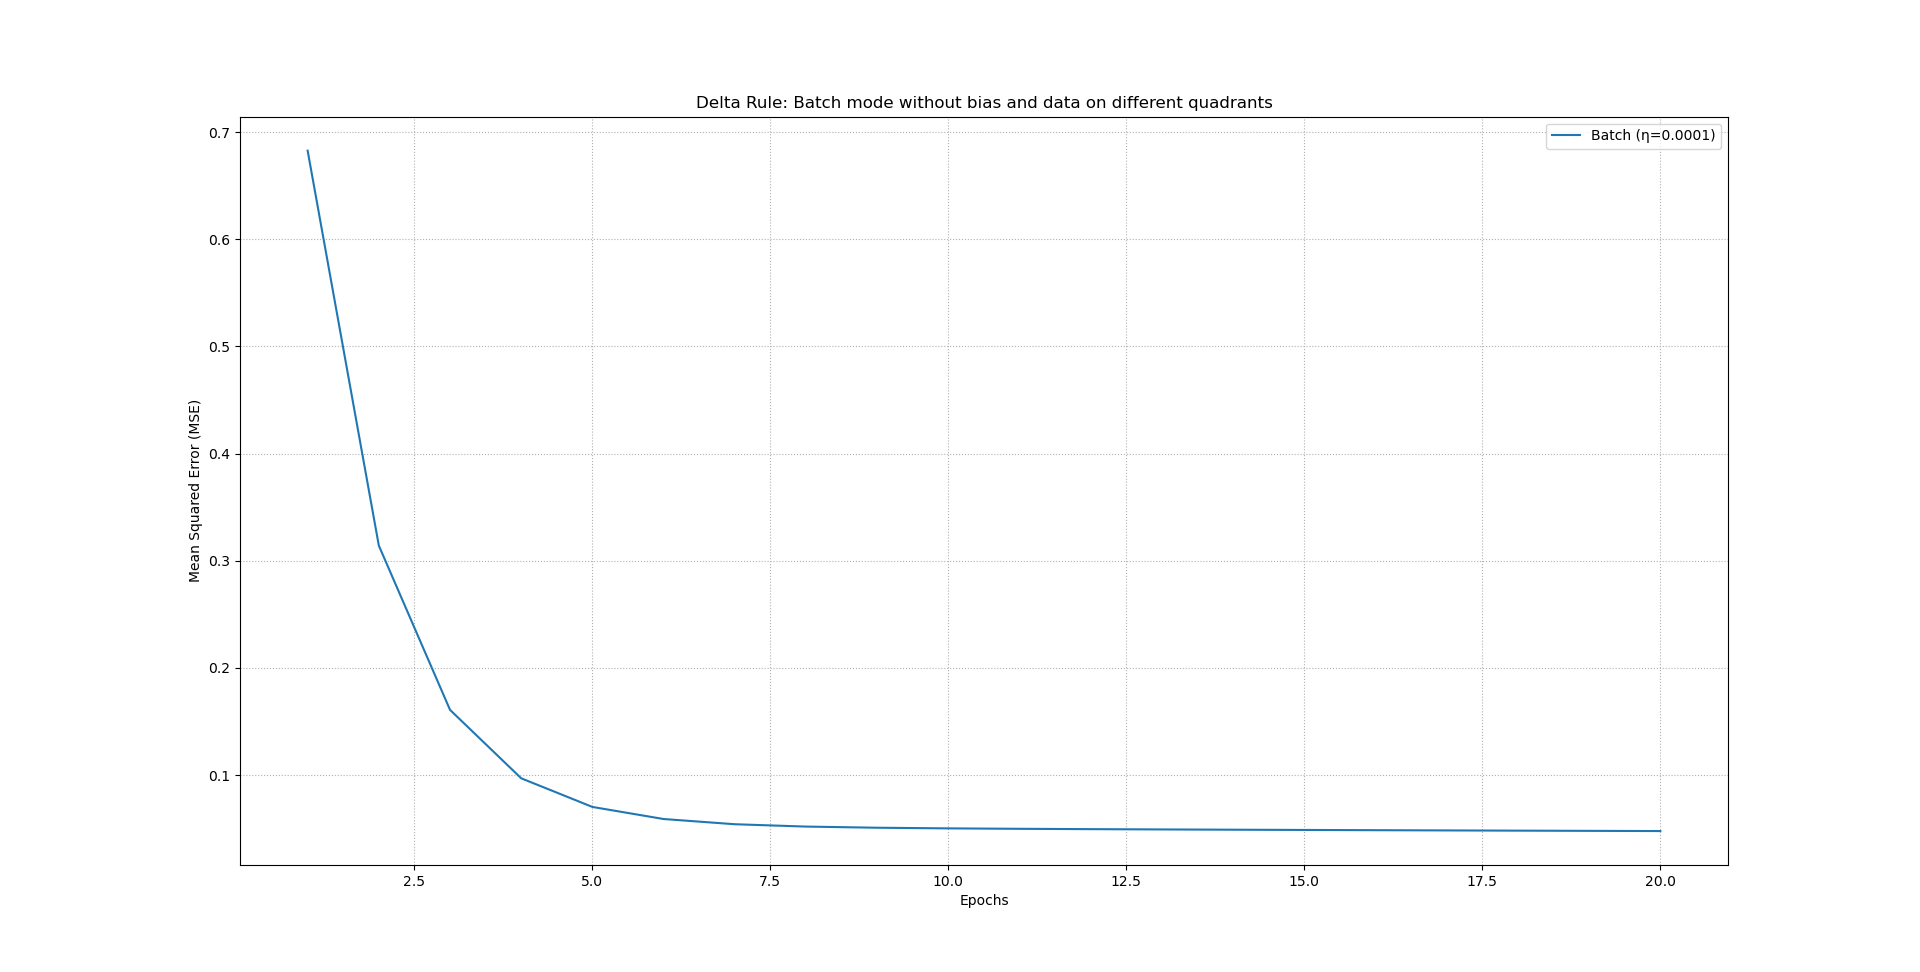 Delta Rule: Batch mode without bias and data on different quadrants
Batch (η=0.0001)
Mean Squared Error (MSE)
0.7
0.6
0.5
0.4
0.3
0.2
0.1
2.5 5.0 7.5 10.0 12.5 15.0 17.5 20.0
Epochs